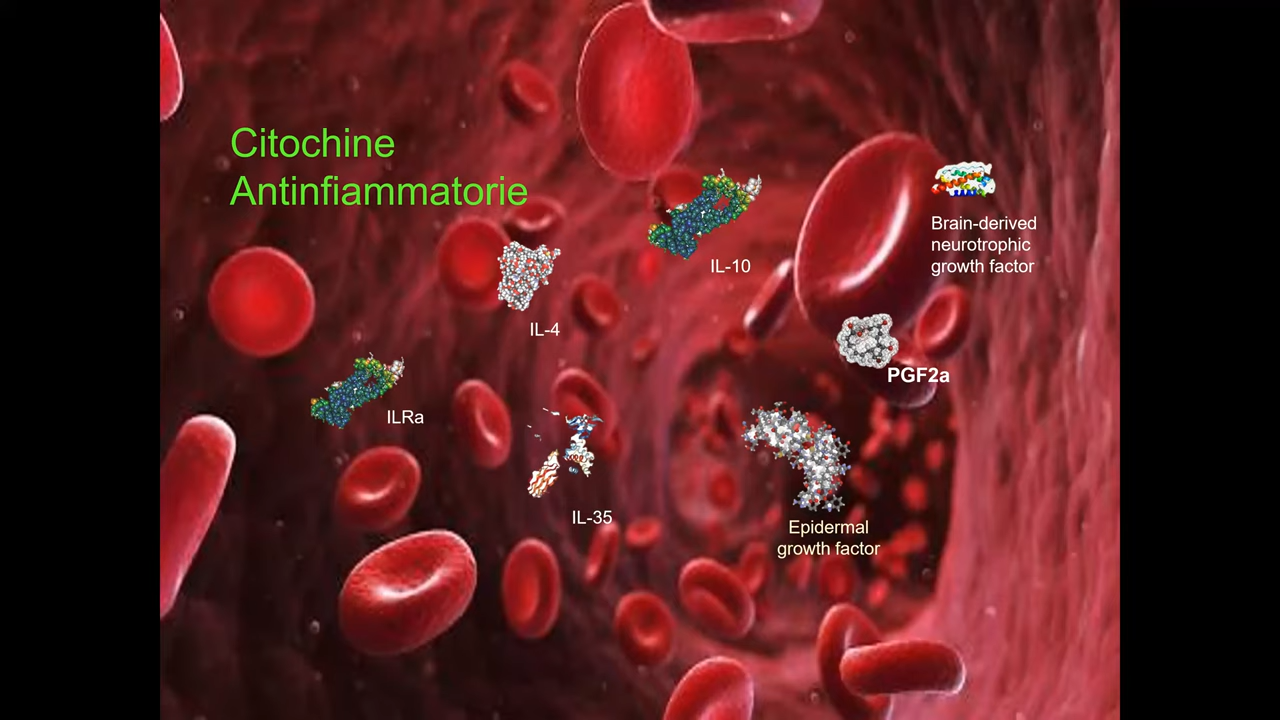 Citochine
Antinfiammatorie
IL-10
Brain-derived
neurotrophic
growth factor
IL-4
PGF2a
ILRa
IL-35
Epidermal
growth factor